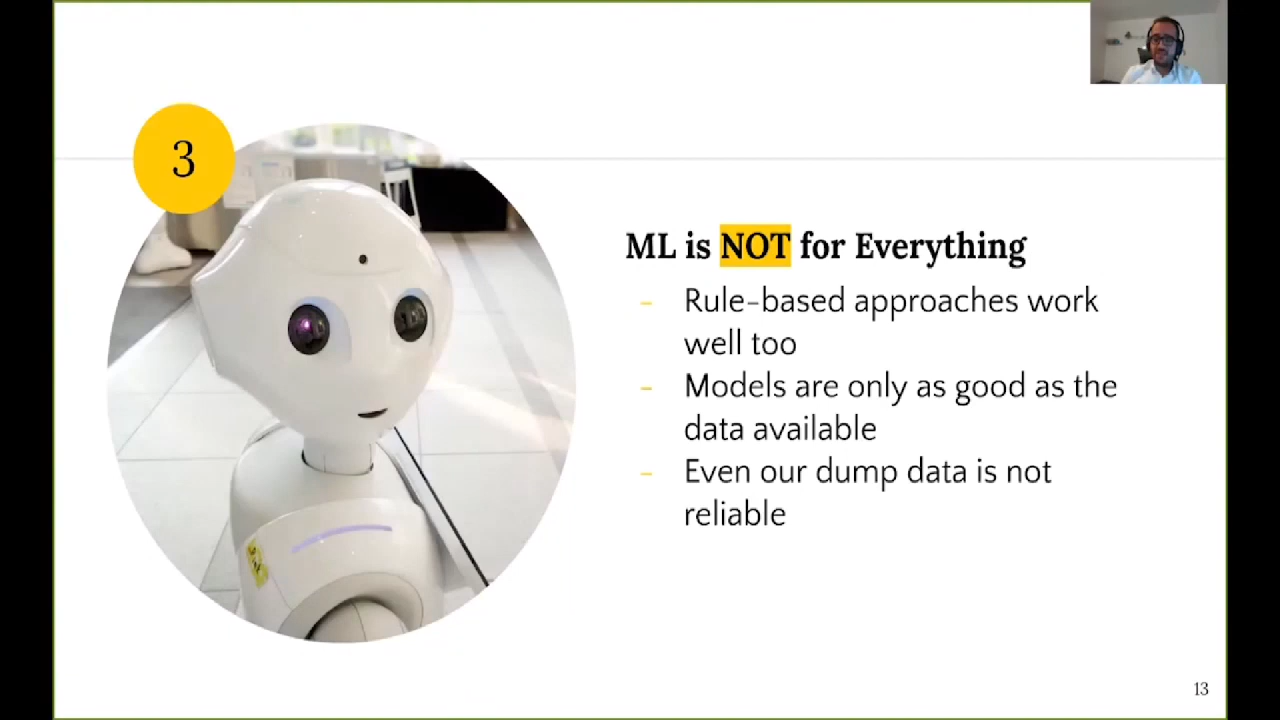 3
ML is NOT for Everything
- Rule-based approaches work
well too
- Models are only as good as the
data available
- Even our dump data is not
reliable
13